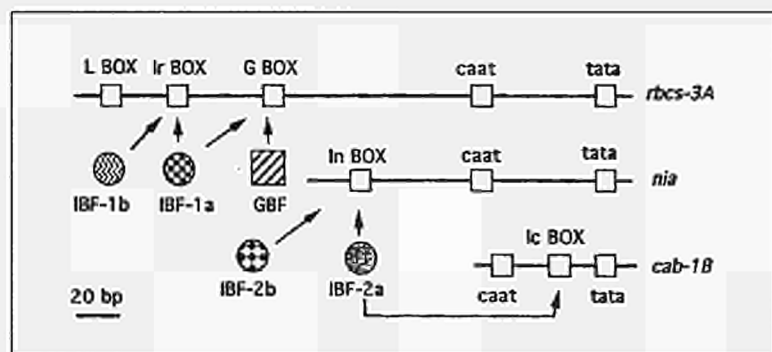 L BOX Ir BOX G BOX caat tata
rbcs-3A
IBF-1b IBF-1a GBF
In BOX caat tata
nia
IBF-2b IBF-2a
Ic BOX
cab-1B
caat tata
20 bp